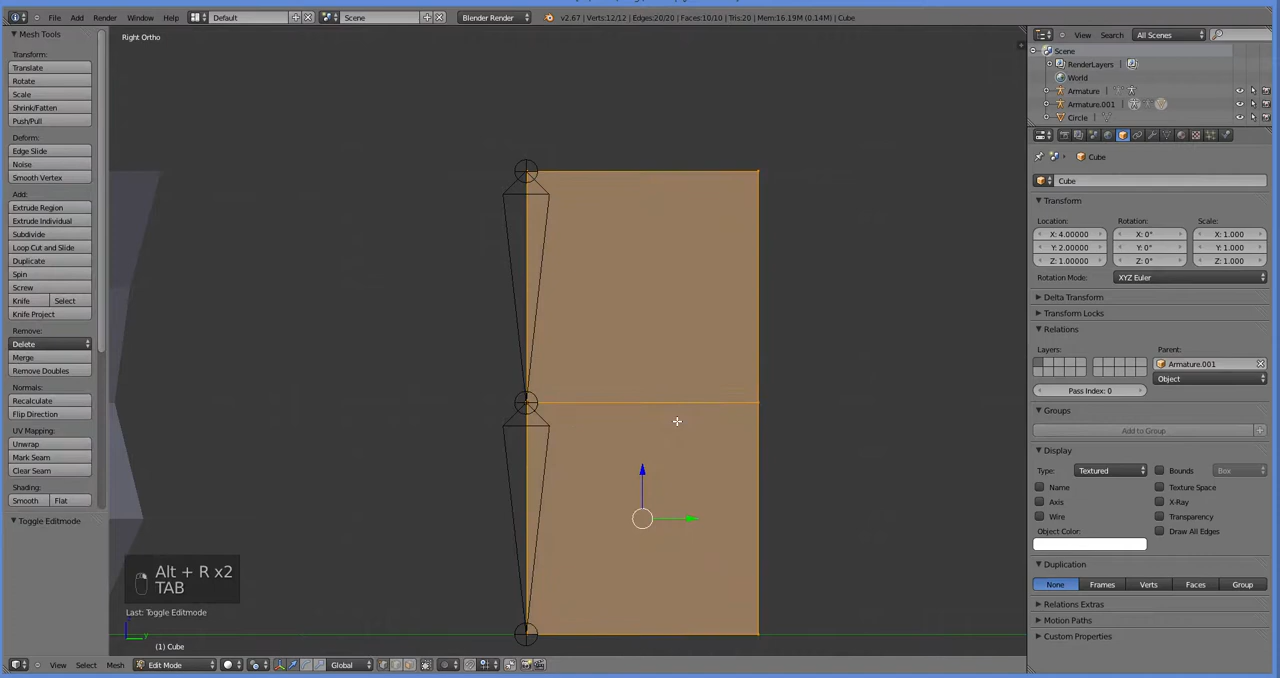 File Add Render Window Help Default Scene Blender Render v2.67 | Verts:12/12 | Edges:20/20 | Faces:10/10 | Tris:20 | Mem:16.19M (0.14M) | Cube
Mesh Tools
Transform:
Translate
Rotate
Scale
Shrink/Fatten
Push/Pull
Deform:
Edge Slide
Noise
Smooth Vertex
Add:
Extrude Region
Extrude Individual
Subdivide
Loop Cut and Slide
Duplicate
Spin
Screw
Knife Select
Knife Project
Remove:
Delete
Merge
Remove Doubles
Normals:
Recalculate
Flip Direction
UV Mapping:
Unwrap
Mark Seam
Clear Seam
Shading:
Smooth Flat
Toggle Editmode
Right Ortho
Alt + R x2
TAB
Last: Toggle Editmode
z
y
(1) Cube
View Select Mesh Edit Mode Global
View Search All Scenes
Scene
RenderLayers
World
Armature
Armature.001
Circle
Cube
Cube
Transform
Location: Rotation: Scale:
X: 4.00000 X: 0° X: 1.000
Y: 2.00000 Y: 0° Y: 1.000
Z: 1.00000 Z: 0° Z: 1.000
Rotation Mode: XYZ Euler
Delta Transform
Transform Locks
Relations
Layers: Parent:
Armature.001
Object
Pass Index: 0
Groups
Add to Group
Display
Type: Textured Bounds Box
Name Texture Space
Axis X-Ray
Wire Transparency
Object Color: Draw All Edges
Duplication
None Frames Verts Faces Group
Relations Extras
Motion Paths
Custom Properties